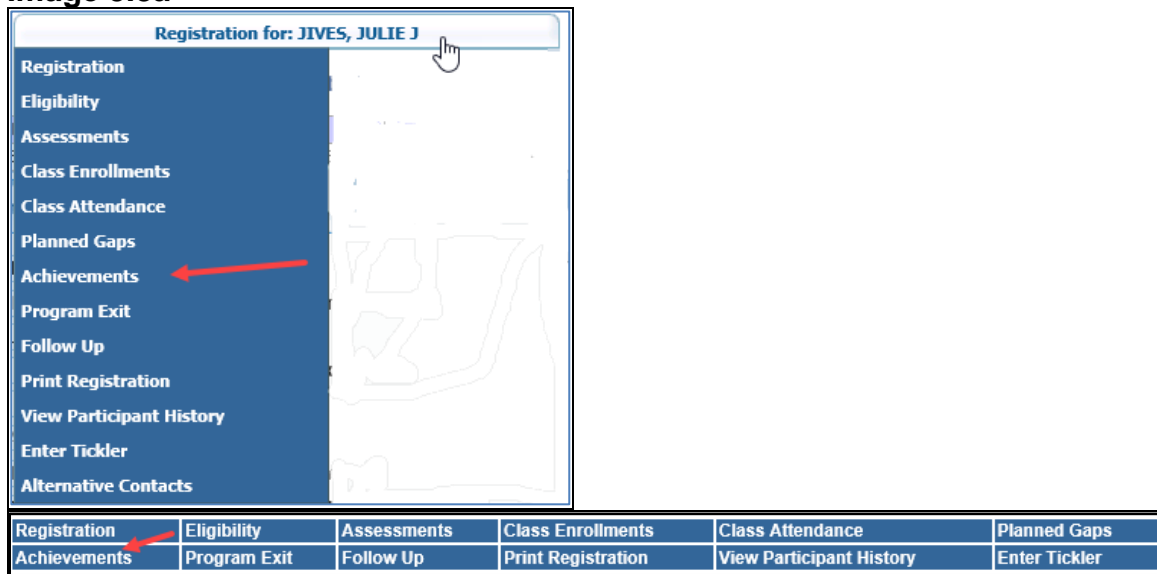 Registration for: JIVES, JULIE J
Registration
Eligibility
Assessments
Class Enrollments
Class Attendance
Planned Gaps
Achievements
Program Exit
Follow Up
Print Registration
View Participant History
Enter Tickler
Alternative Contacts
Registration Eligibility Assessments Class Enrollments Class Attendance Planned Gaps
Achievements Program Exit Follow Up Print Registration View Participant History Enter Tickler